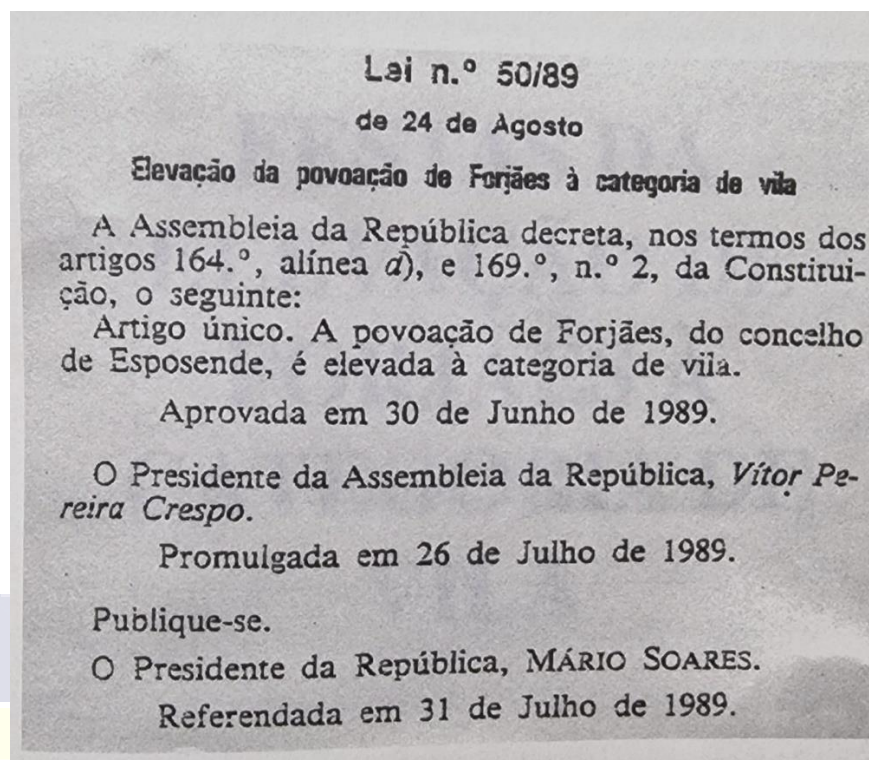 Lei n.º 50/89
de 24 de Agosto
Elevação da povoação de Forjães à categoria de vila
A Assembleia da República decreta, nos termos dos
artigos 164.º, alínea d), e 169.º, n.º 2, da Constitui-
ção, o seguinte:
Artigo único. A povoação de Forjães, do concelho
de Esposende, é elevada à categoria de vila.
Aprovada em 30 de Junho de 1989.
O Presidente da Assembleia da República, Vítor Pe-
reira Crespo.
Promulgada em 26 de Julho de 1989.
Publique-se.
O Presidente da República, MÁRIO SOARES.
Referendada em 31 de Julho de 1989.